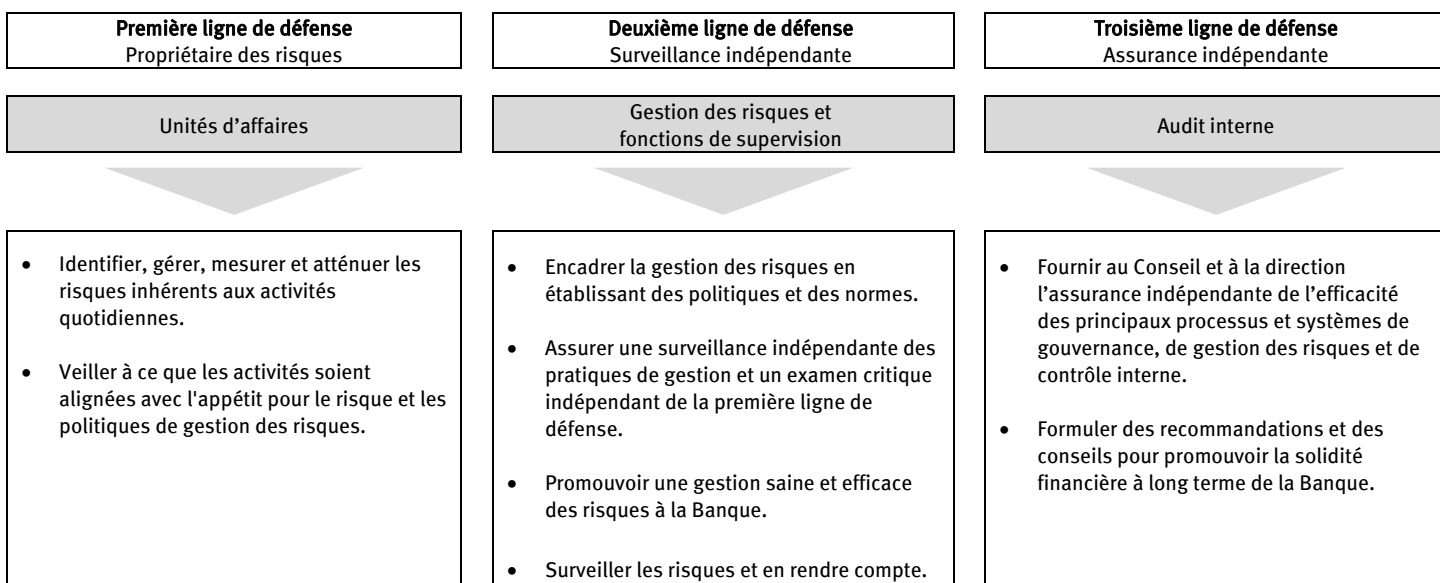 Première ligne de défense
Propriétaire des risques
Unités d’affaires
• Identifier, gérer, mesurer et atténuer les
risques inhérents aux activités
quotidiennes.
• Veiller à ce que les activités soient
alignées avec l'appétit pour le risque et les
politiques de gestion des risques.
Deuxième ligne de défense
Surveillance indépendante
Gestion des risques et
fonctions de supervision
• Encadrer la gestion des risques en
établissant des politiques et des normes.
• Assurer une surveillance indépendante des
pratiques de gestion et un examen critique
indépendant de la première ligne de
défense.
• Promouvoir une gestion saine et efficace
des risques à la Banque.
• Surveiller les risques et en rendre compte.
Troisième ligne de défense
Assurance indépendante
Audit interne
• Fournir au Conseil et à la direction
l’assurance indépendante de l’efficacité
des principaux processus et systèmes de
gouvernance, de gestion des risques et de
contrôle interne.
• Formuler des recommandations et des
conseils pour promouvoir la solidité
financière à long terme de la Banque.